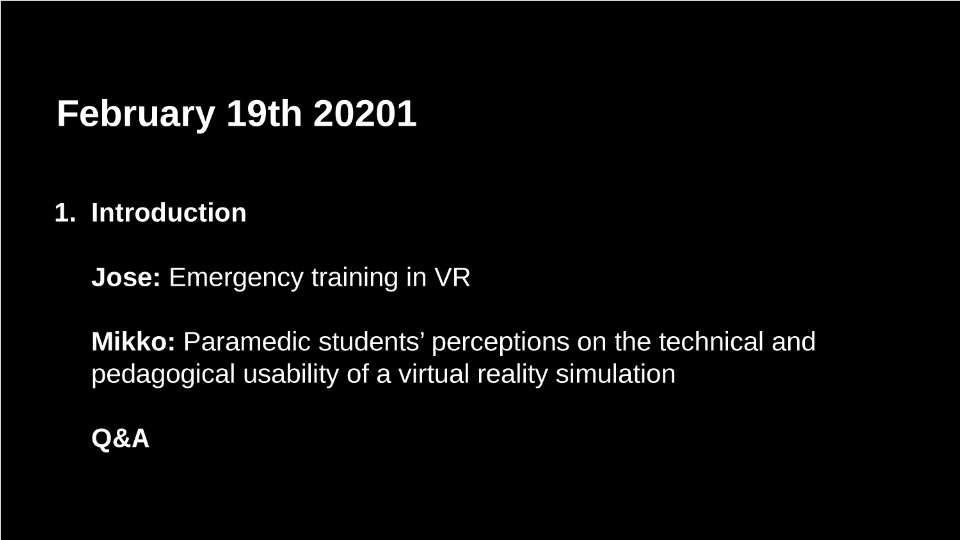 February 19th 20201
1. Introduction
Jose: Emergency training in VR
Mikko: Paramedic students’ perceptions on the technical and
pedagogical usability of a virtual reality simulation
Q&A